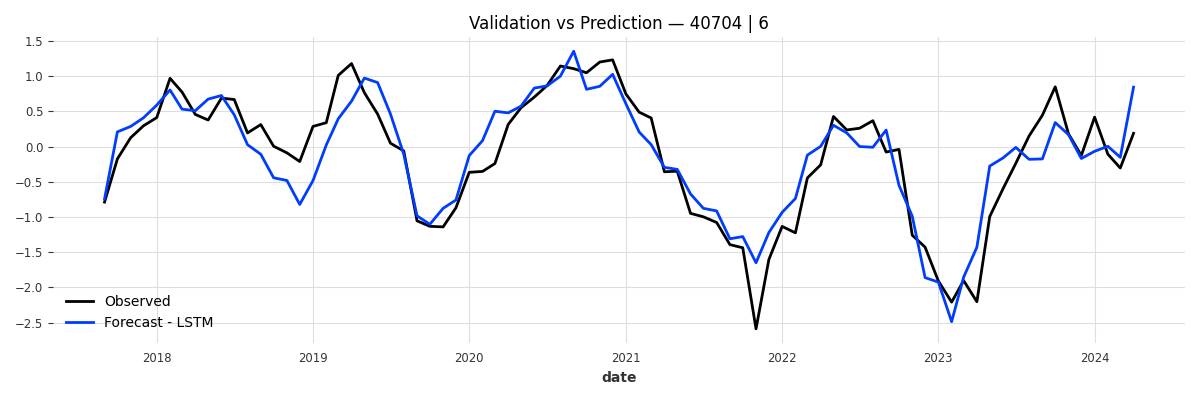 Validation vs Prediction — 40704 | 6
1.5
1.0
0.5
0.0
−0.5
−1.0
−1.5
−2.0
−2.5
Observed
Forecast - LSTM
2018 2019 2020 2021 2022 2023 2024
date